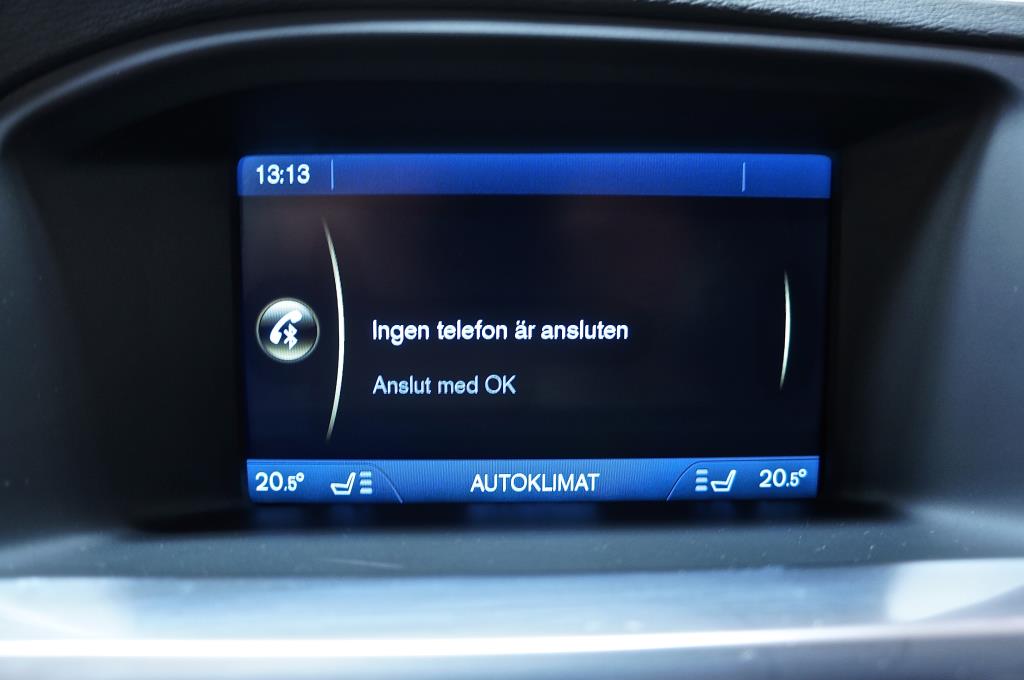 13:13
Ingen telefon är ansluten
Anslut med OK
20.5° AUTOKLIMAT 20.5°